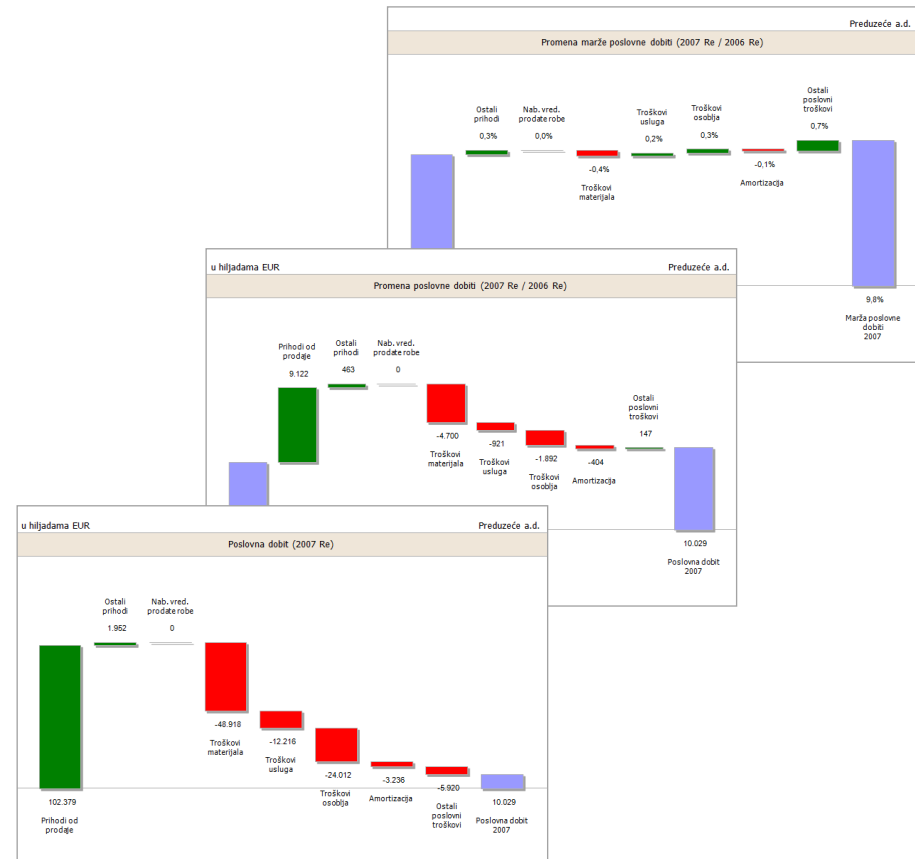 Preduzeće a.d.
Promena marže poslovne dobiti (2007 Re / 2006 Re)
Ostali
prihodi
0,3%
Nab. vred.
prodate robe
0,0%
-0,4%
Troškovi
materijala
Troškovi
usluga
0,2%
Troškovi
osoblja
0,3%
-0,1%
Amortizacija
Ostali
poslovni
troškovi
0,7%
9,8%
Marža poslovne
dobiti
2007
u hiljadama EUR
Preduzeće a.d.
Promena poslovne dobiti (2007 Re / 2006 Re)
Prihodi od
prodaje
9.122
Ostali
prihodi
463
Nab. vred.
prodate robe
0
-4.700
Troškovi
materijala
-921
Troškovi
usluga
-1.892
Troškovi
osoblja
-404
Amortizacija
Ostali
poslovni
troškovi
147
10.029
Poslovna dobit
2007
u hiljadama EUR
Preduzeće a.d.
Poslovna dobit (2007 Re)
102.379
Prihodi od
prodaje
Ostali
prihodi
1.952
Nab. vred.
prodate robe
0
-48.918
Troškovi
materijala
-12.216
Troškovi
usluga
-24.012
Troškovi
osoblja
-3.236
Amortizacija
-5.920
Ostali
poslovni
troškovi
10.029
Poslovna dobit
2007